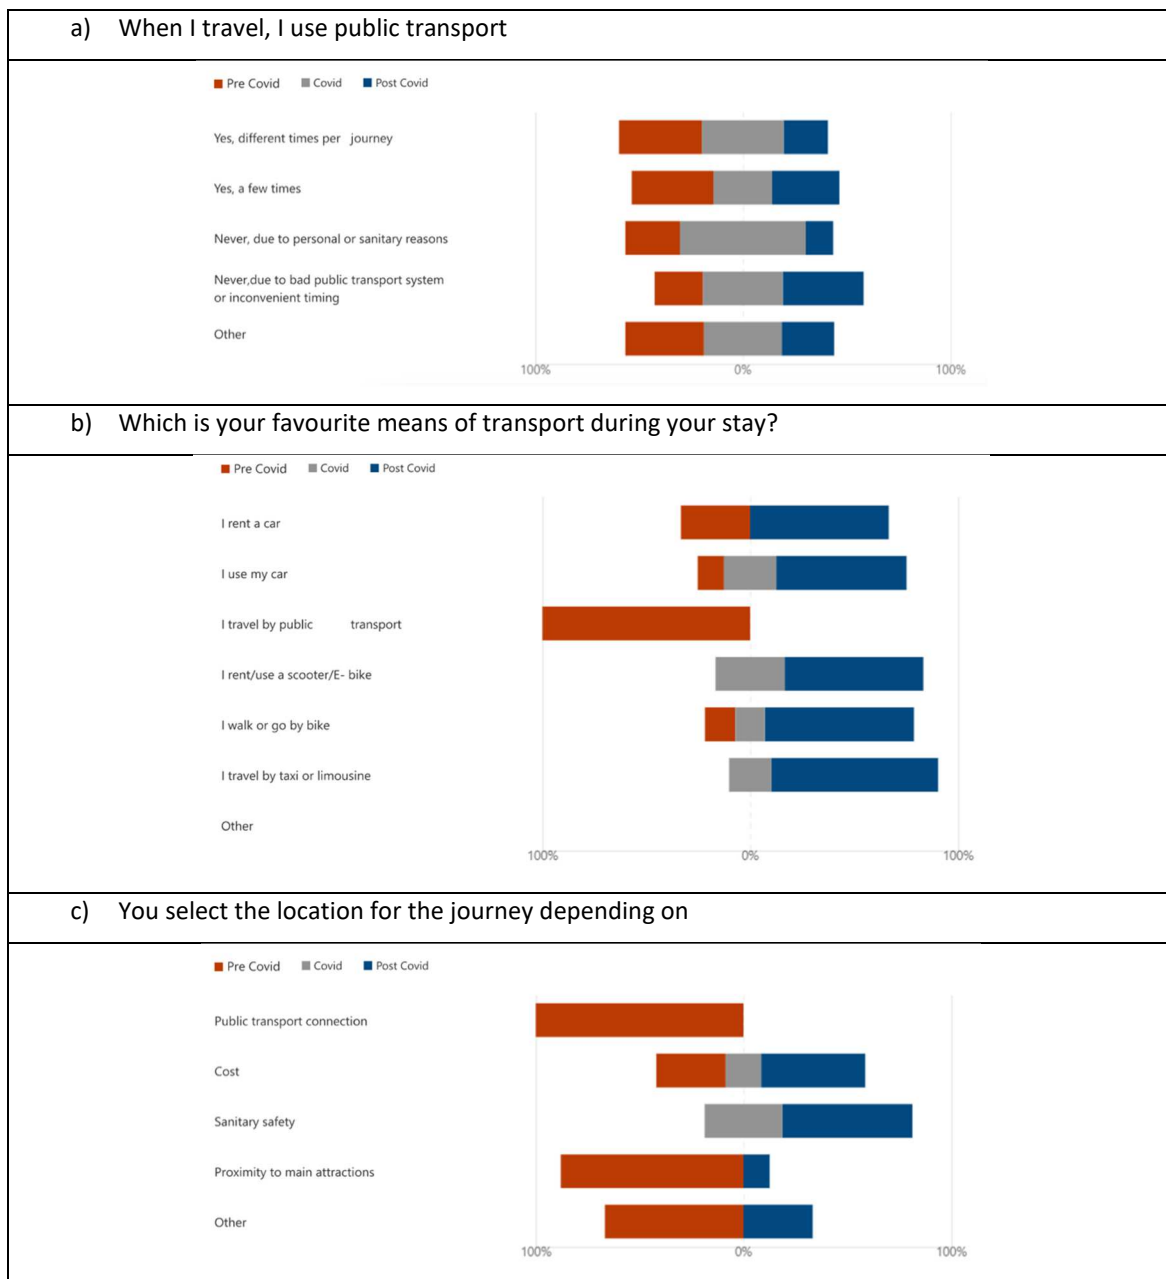 a) When I travel, I use public transport
Pre Covid Covid Post Covid
Yes, different times per journey
Yes, a few times
Never, due to personal or sanitary reasons
Never,due to bad public transport system
or inconvenient timing
Other
100% 0% 100%
b) Which is your favourite means of transport during your stay?
Pre Covid Covid Post Covid
I rent a car
I use my car
I travel by public transport
I rent/use a scooter/E- bike
I walk or go by bike
I travel by taxi or limousine
Other
100% 0% 100%
c) You select the location for the journey depending on
Pre Covid Covid Post Covid
Public transport connection
Cost
Sanitary safety
Proximity to main attractions
Other
100% 0% 100%